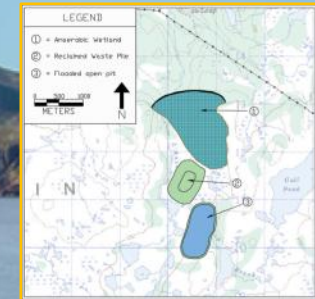 LEGEND
① = Anaerobic Wetland
② = Reclaimed Waste Pile
③ = Flooded open pit
0 500 1000
METERS
N
①
②
③
I N